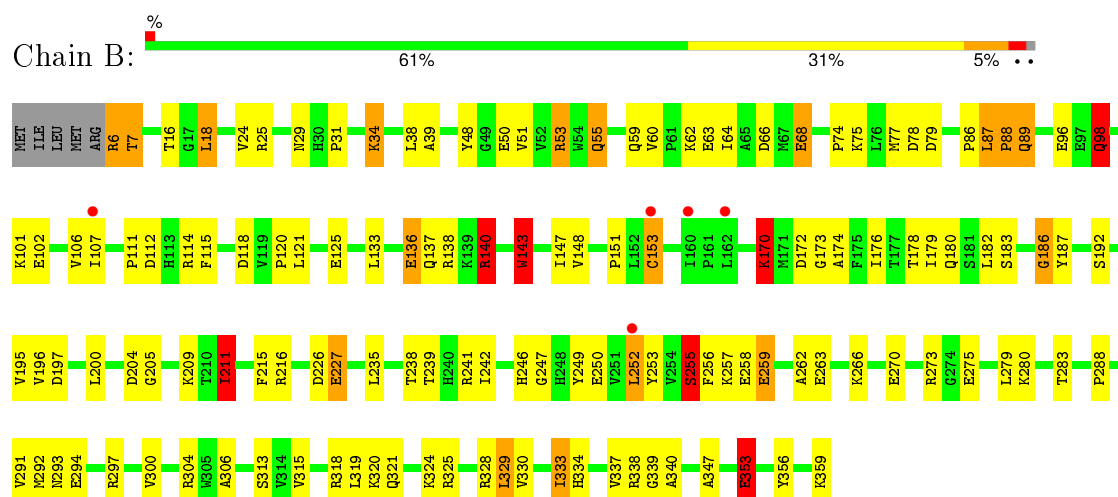 %
Chain B:
61% 31% 5% • •
MET ILE LEU MET ARG R6 T7 T16 G17 L18 V24 R25 N29 H30 P31 K34 L38 A39 Y48 G49 E50 V51 V52 R53 W54 Q55 Q59 V60 P61 K62 E63 I64 A65 D66 M67 E68 P74 K75 L76 M77 D78 D79 P86 L87 P88 Q89 E96 E97 Q98
K101 E102 V106 I107 P111 D112 H113 R114 F115 D118 V119 P120 L121 E125 L133 E136 Q137 R138 K139 R140 W143 I147 V148 P151 L152 C153 I160 P161 L162 K170 M171 D172 G173 A174 F175 I176 T177 T178 I179 Q180 S181 L182 S183 G186 Y187 S192
V195 V196 D197 L200 D204 G205 K209 T210 I211 F215 R216 D226 E227 L235 T238 T239 H240 R241 I242 H246 G247 H248 Y249 E250 V251 L252 Y253 V254 S255 F256 K257 E258 E259 A262 E263 K266 E270 R273 G274 E275 L279 K280 T283 P288
V291 M292 N293 E294 R297 V300 R304 W305 A306 S313 V314 V315 R318 L319 K320 Q321 K324 R325 R328 L329 V330 I333 H334 V337 R338 G339 A340 A347 E353 Y356 K359